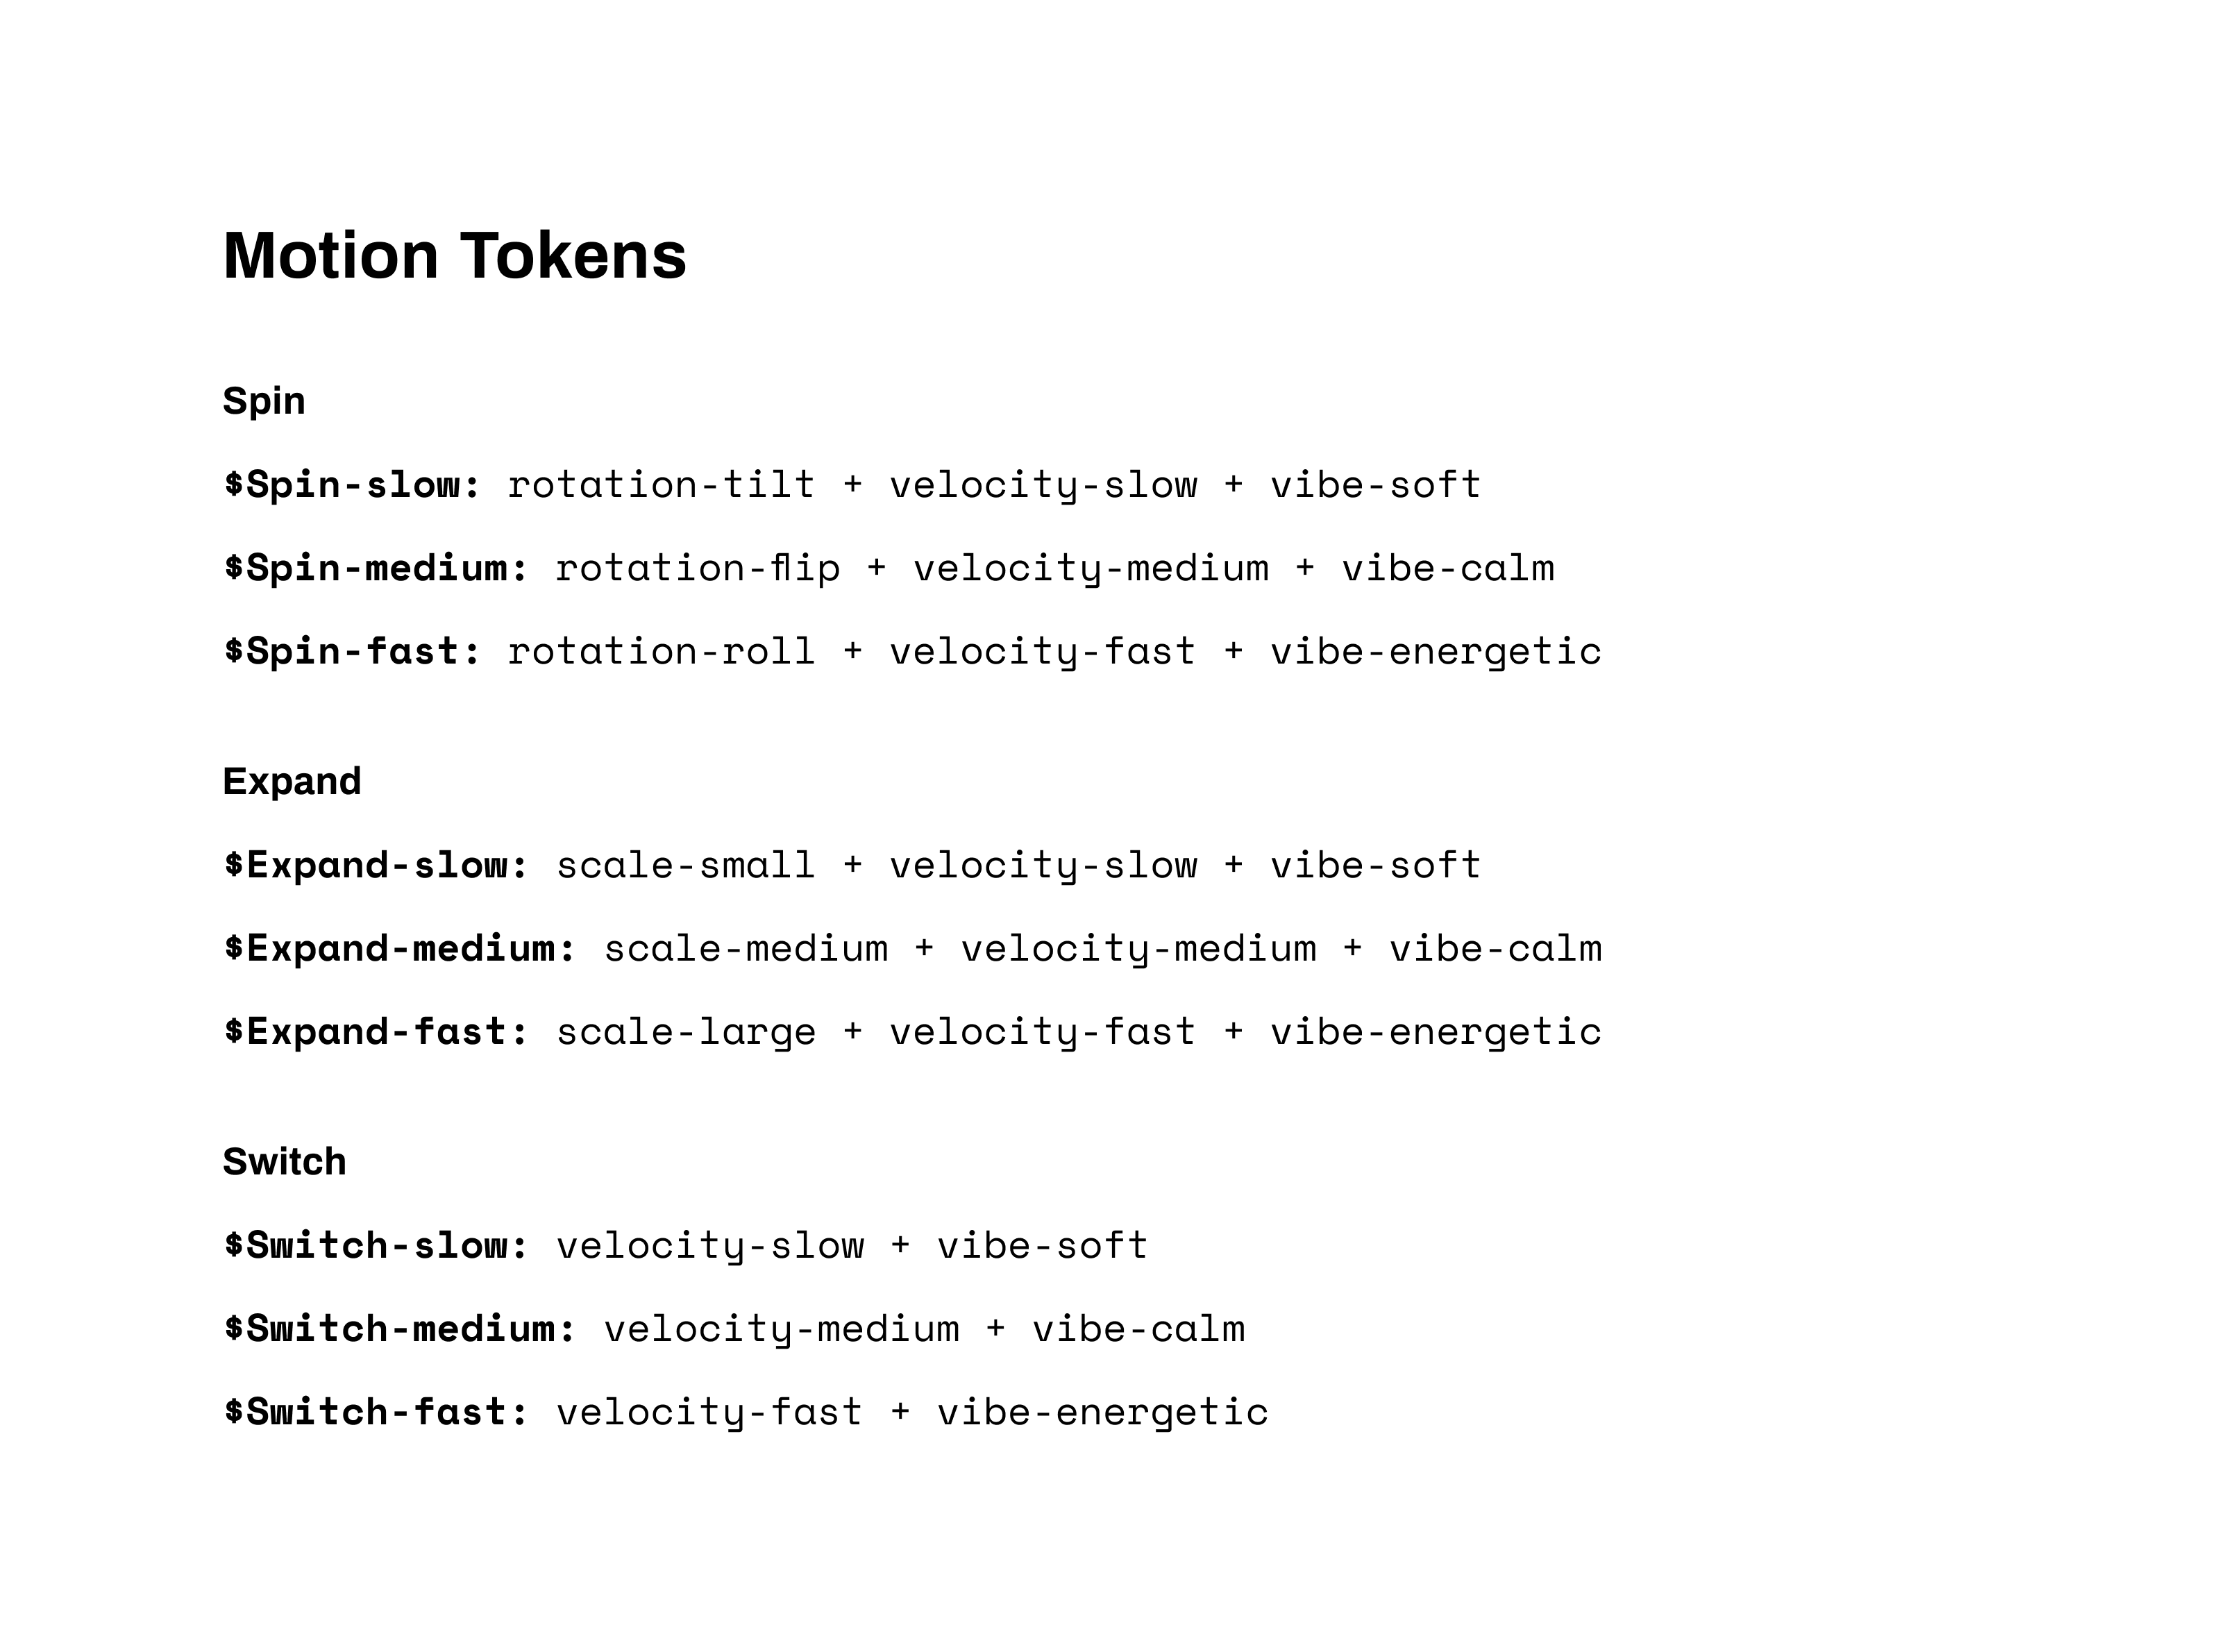 Motion Tokens
Spin
$Spin-slow: rotation-tilt + velocity-slow + vibe-soft
$Spin-medium: rotation-flip + velocity-medium + vibe-calm
$Spin-fast: rotation-roll + velocity-fast + vibe-energetic
Expand
$Expand-slow: scale-small + velocity-slow + vibe-soft
$Expand-medium: scale-medium + velocity-medium + vibe-calm
$Expand-fast: scale-large + velocity-fast + vibe-energetic
Switch
$Switch-slow: velocity-slow + vibe-soft
$Switch-medium: velocity-medium + vibe-calm
$Switch-fast: velocity-fast + vibe-energetic